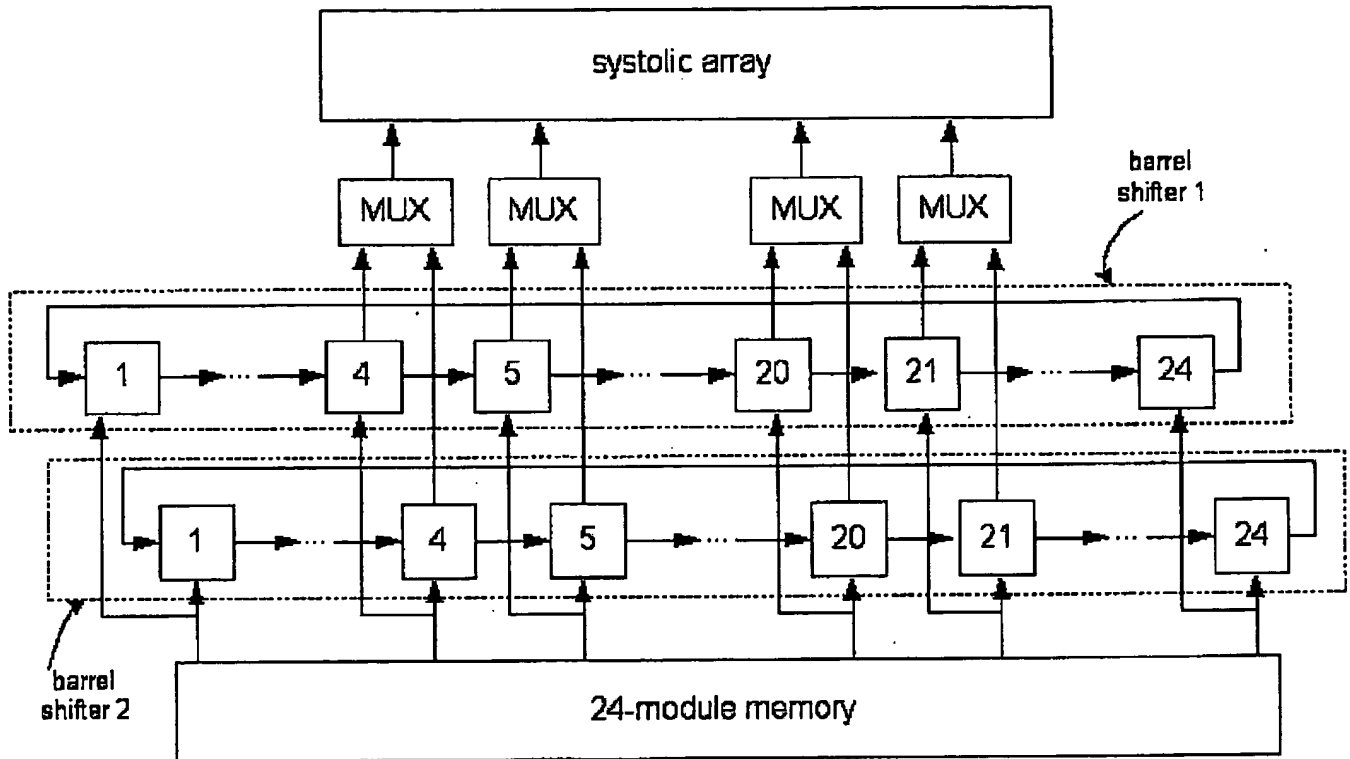 systolic array
MUX MUX MUX MUX
barrel
shifter 1
1 ... 4 5 ... 20 21 ... 24
1 ... 4 5 ... 20 21 ... 24
barrel
shifter 2
24-module memory